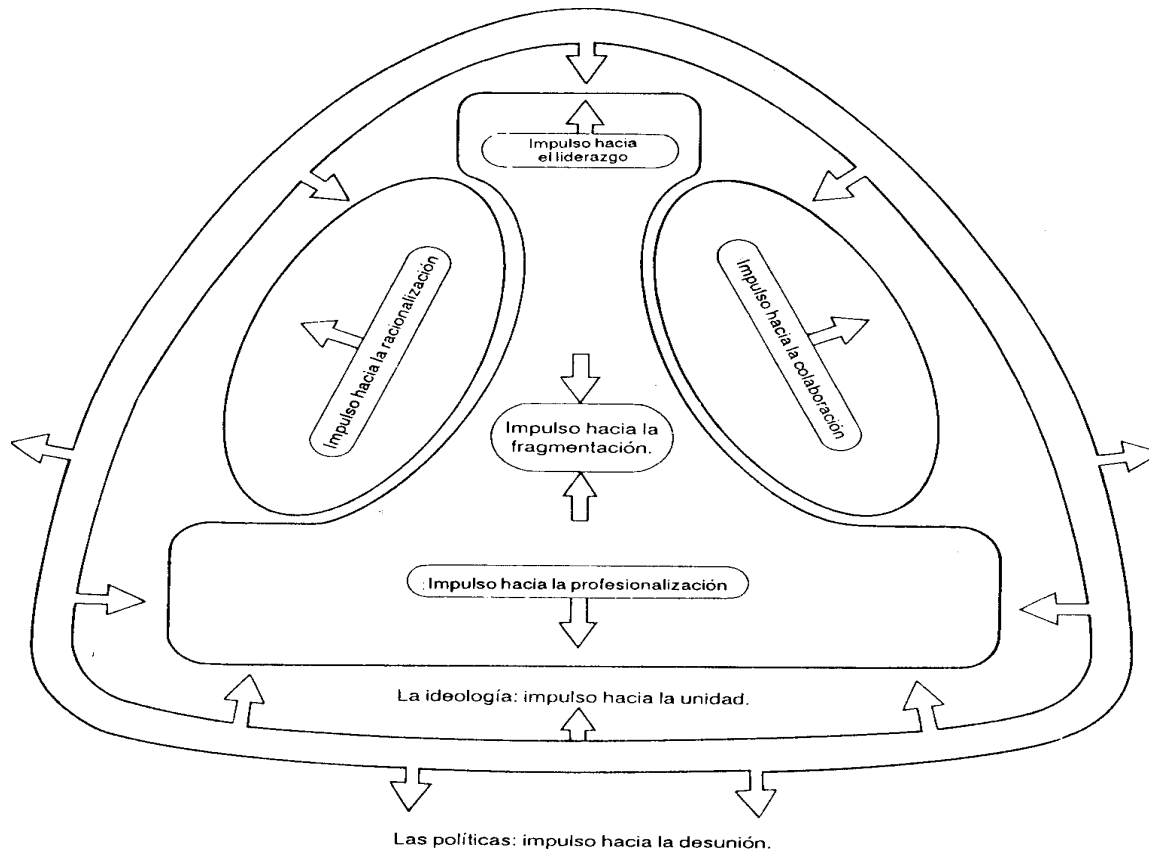 Impulso hacia
el liderazgo
Impulso hacia la racionalización
Impulso hacia la colaboración
Impulso hacia la
fragmentación.
Impulso hacia la profesionalización
La ideología: impulso hacia la unidad.
Las políticas: impulso hacia la desunión.